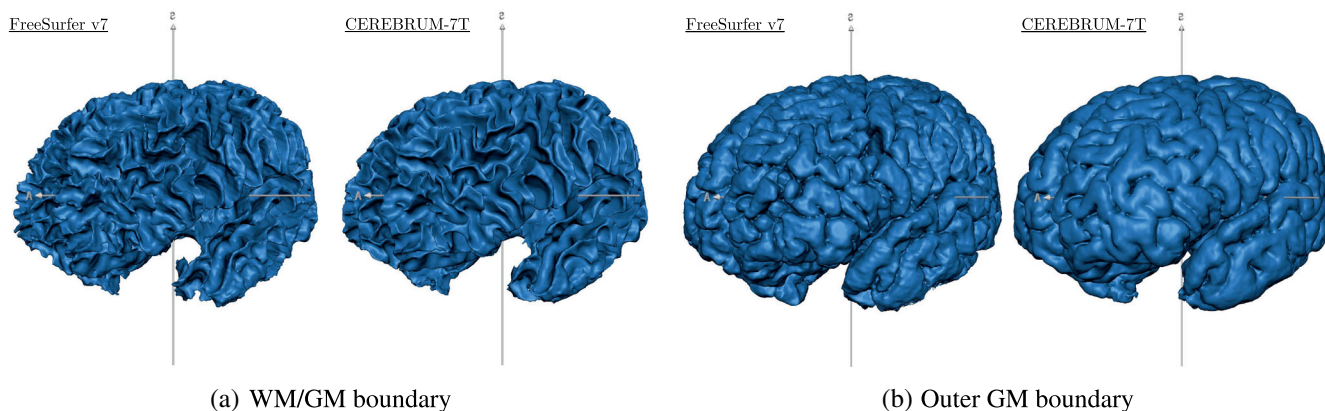 FreeSurfer v7
CEREBRUM-7T
FreeSurfer v7
CEREBRUM-7T
S
S
S
S
A
A
A
A
(a) WM/GM boundary
(b) Outer GM boundary